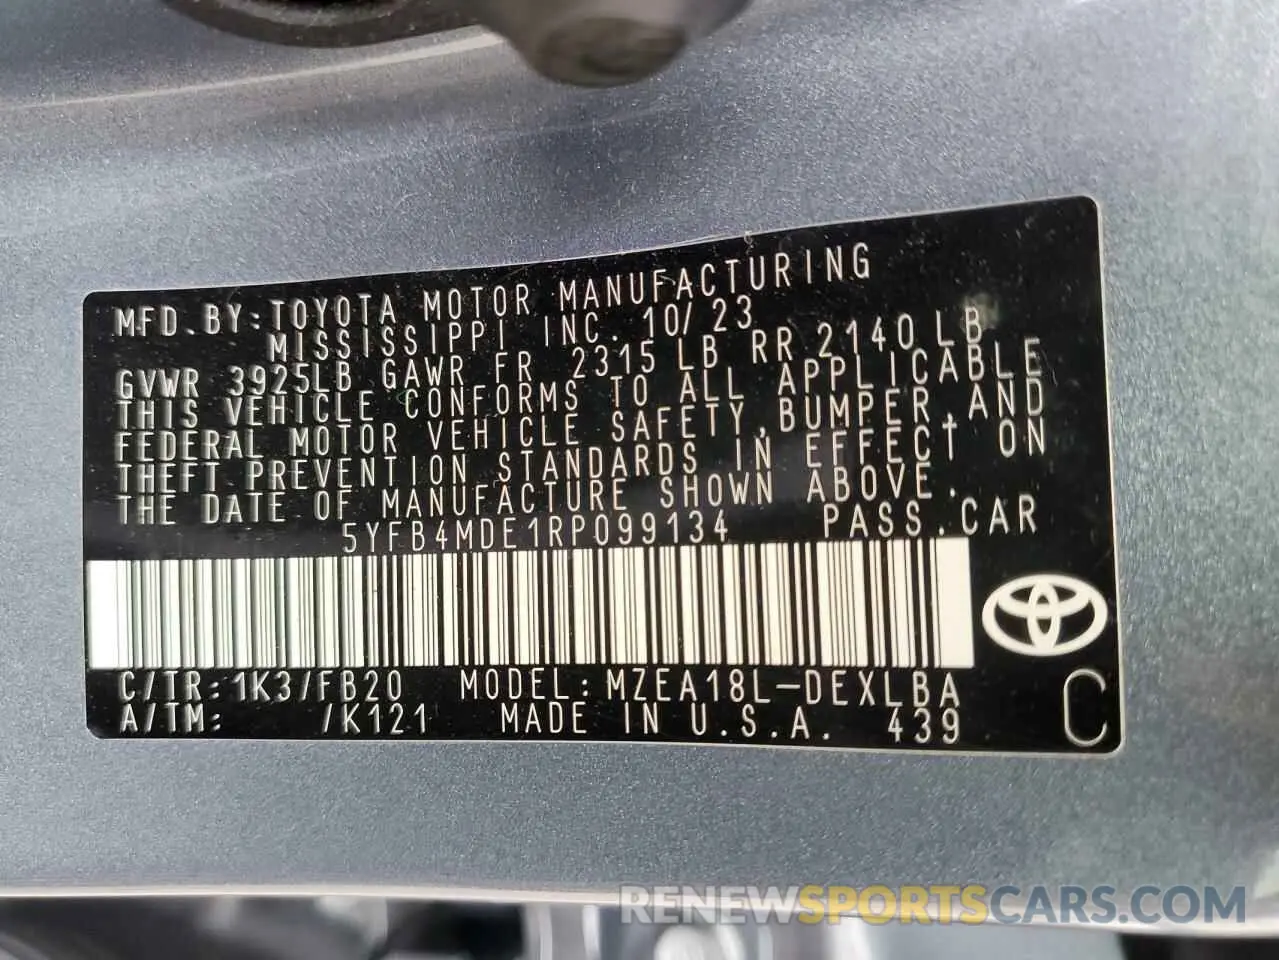 MFD. BY: TOYOTA MOTOR MANUFACTURING
MISSISSIPPI INC. 10/23
GVWR 3925LB GAWR FR 2315 LB RR 2140 LB
THIS VEHICLE CONFORMS TO ALL APPLICABLE
FEDERAL MOTOR VEHICLE SAFETY, BUMPER, AND
THEFT PREVENTION STANDARDS IN EFFECT ON
THE DATE OF MANUFACTURE SHOWN ABOVE.
5YFB4MDE1RP099134 PASS. CAR
C/TR: 1K3/FB20 MODEL: MZEA18L-DEXLBA
A/TM: /K121 MADE IN U.S.A. 439
C
RENEWSPORTSCARS.COM